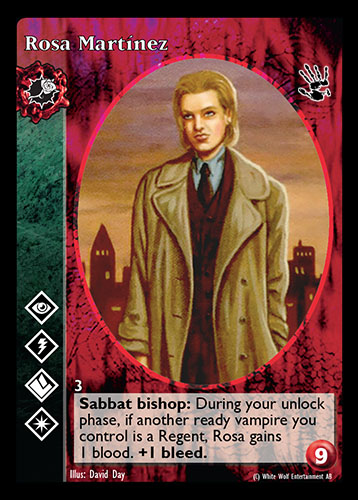 Rosa Martínez
3
Sabbat bishop: During your unlock
phase, if another ready vampire you
control is a Regent, Rosa gains
1 blood. +1 bleed.
9
Illus: David Day
(C) White Wolf Entertainment AB